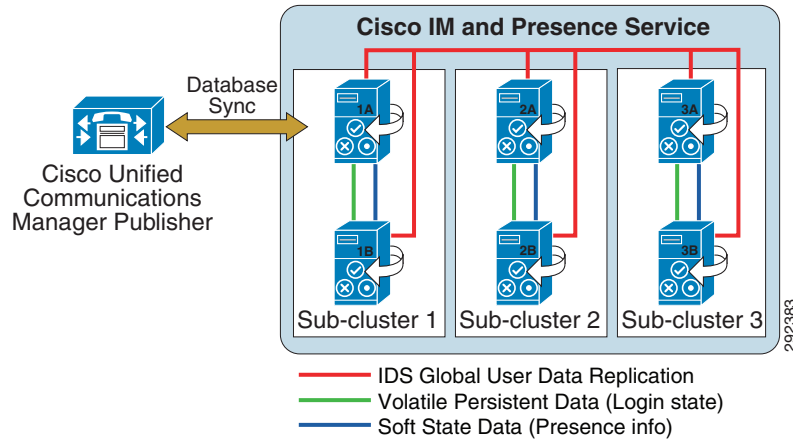 Cisco IM and Presence Service
Database
Sync
Cisco Unified
Communications
Manager Publisher
1A
2A
3A
1B
2B
3B
Sub-cluster 1
Sub-cluster 2
Sub-cluster 3
292383
IDS Global User Data Replication
Volatile Persistent Data (Login state)
Soft State Data (Presence info)